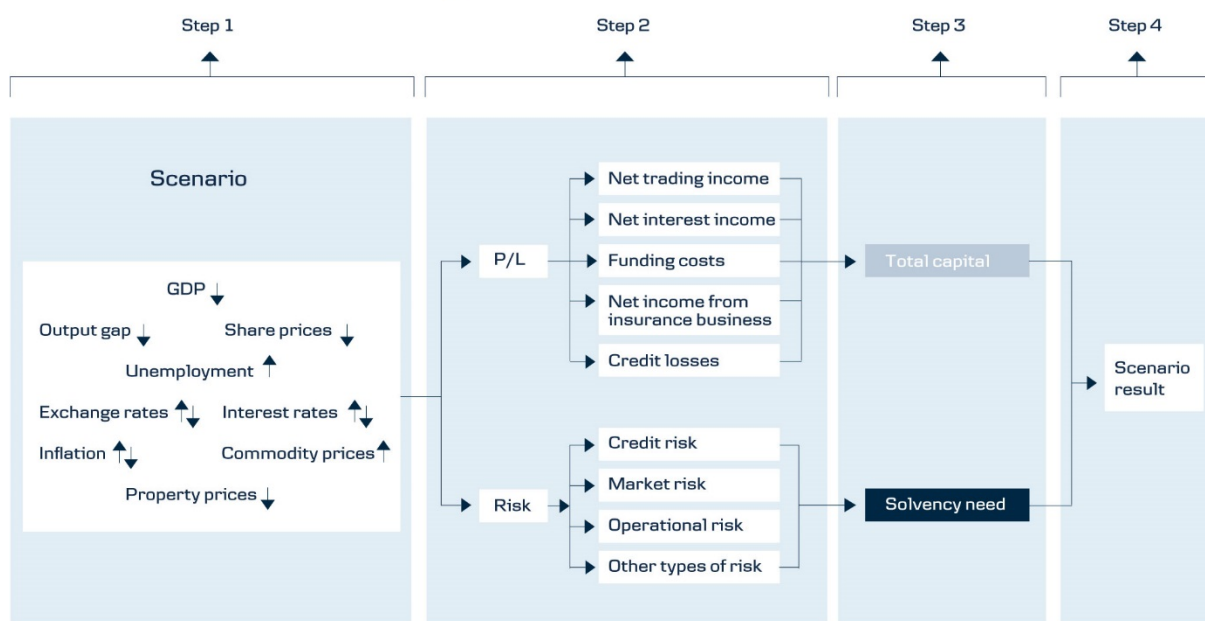 Step 1
Step 2
Step 3
Step 4
Scenario
GDP
Output gap
Share prices
Unemployment
Exchange rates
Interest rates
Inflation
Commodity prices
Property prices
P/L
Net trading income
Net interest income
Funding costs
Net income from
insurance business
Credit losses
Risk
Credit risk
Market risk
Operational risk
Other types of risk
Total capital
Solvency need
Scenario
result